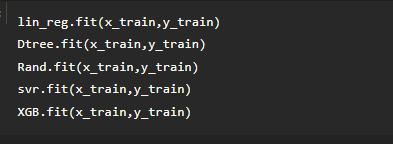 lin_reg.fit(x_train,y_train)
Dtree.fit(x_train,y_train)
Rand.fit(x_train,y_train)
svr.fit(x_train,y_train)
XGB.fit(x_train,y_train)